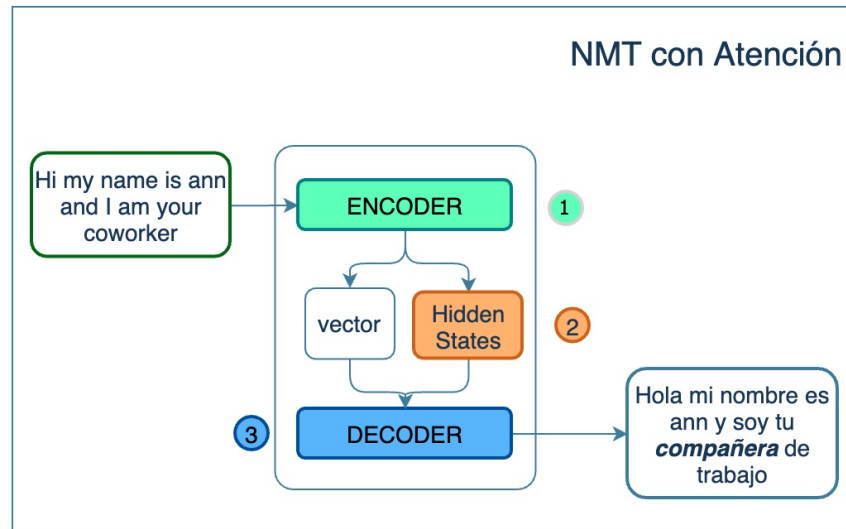 NMT con Atención
Hi my name is ann
and I am your
coworker
ENCODER
1
vector
Hidden
States
2
3
DECODER
Hola mi nombre es
ann y soy tu
compañera de
trabajo